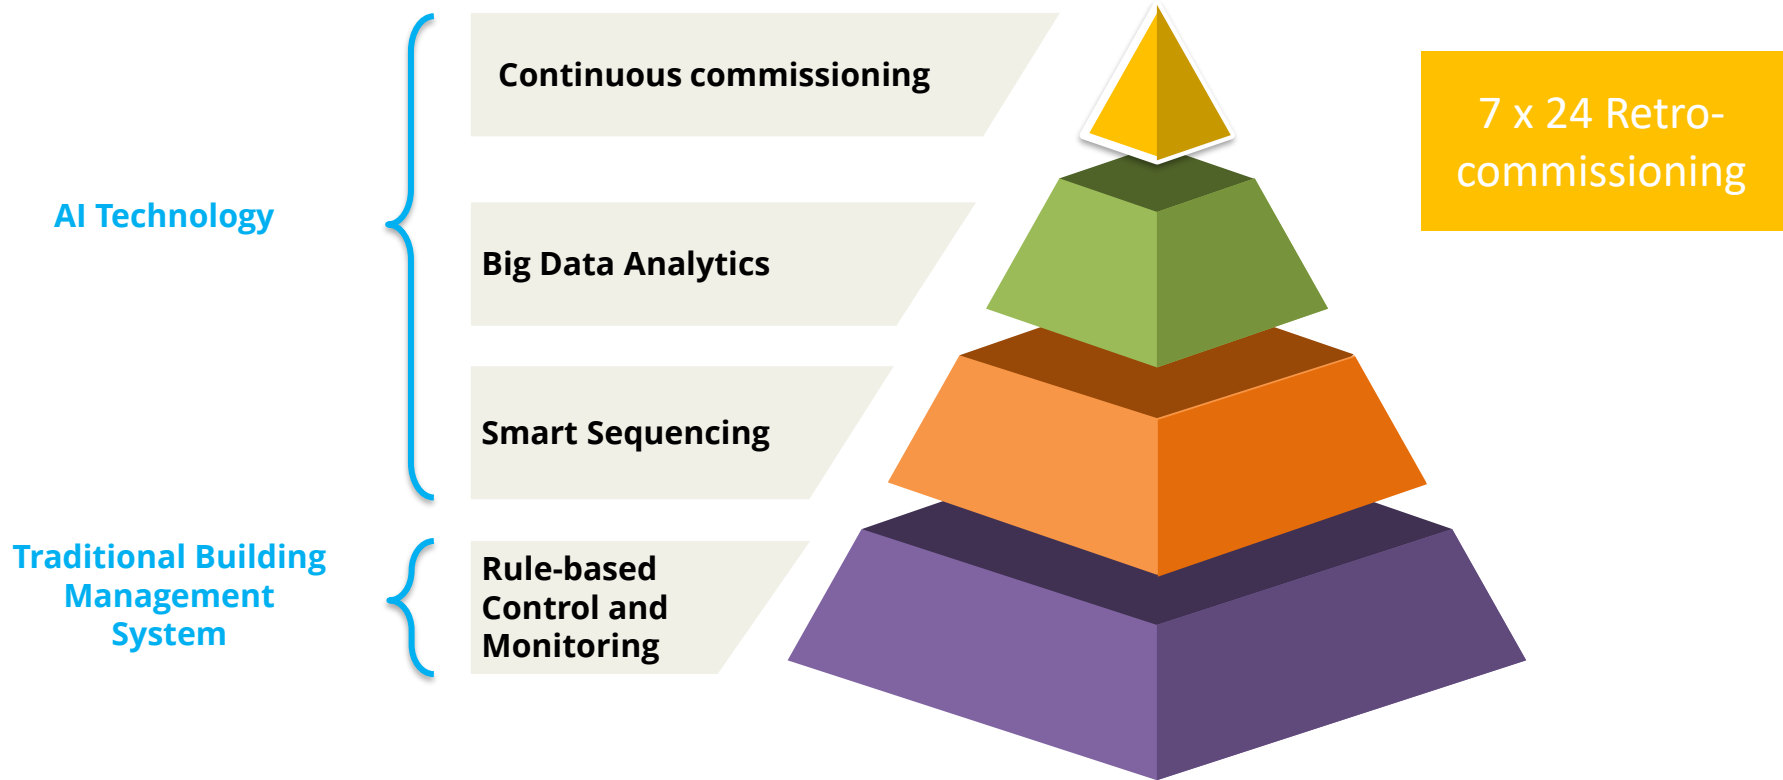 Continuous commissioning
7 x 24 Retro-
commissioning
AI Technology
Big Data Analytics
Smart Sequencing
Traditional Building
Management
System
Rule-based
Control and
Monitoring